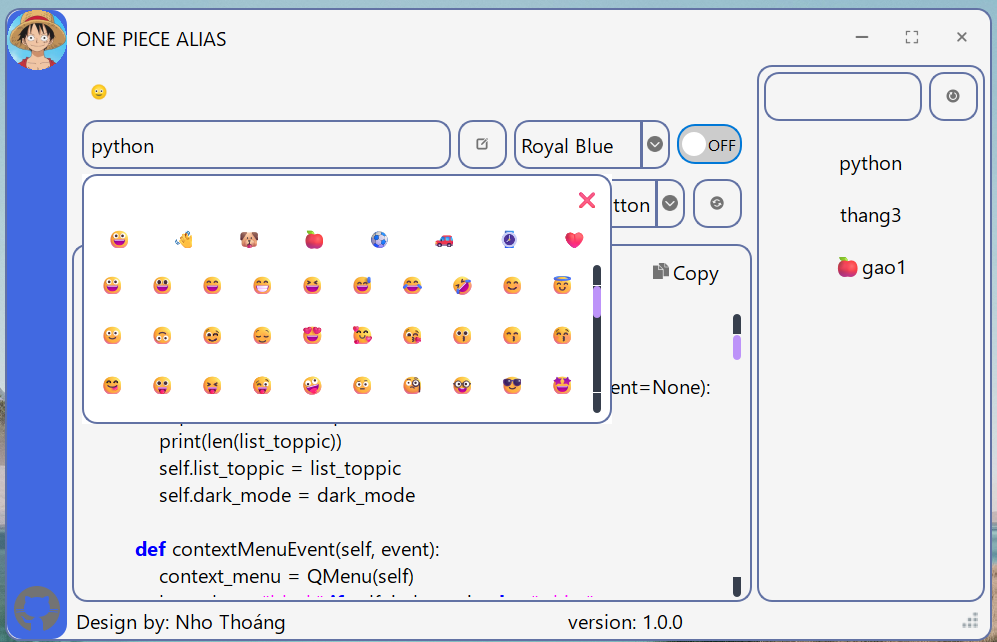 ONE PIECE ALIAS
python
Royal Blue
OFF
python
tton
thang3
gao1
Copy
ent=None):
print(len(list_toppic))
self.list_toppic = list_toppic
self.dark_mode = dark_mode
def contextMenuEvent(self, event):
context_menu = QMenu(self)
Design by: Nho Thoáng
version: 1.0.0